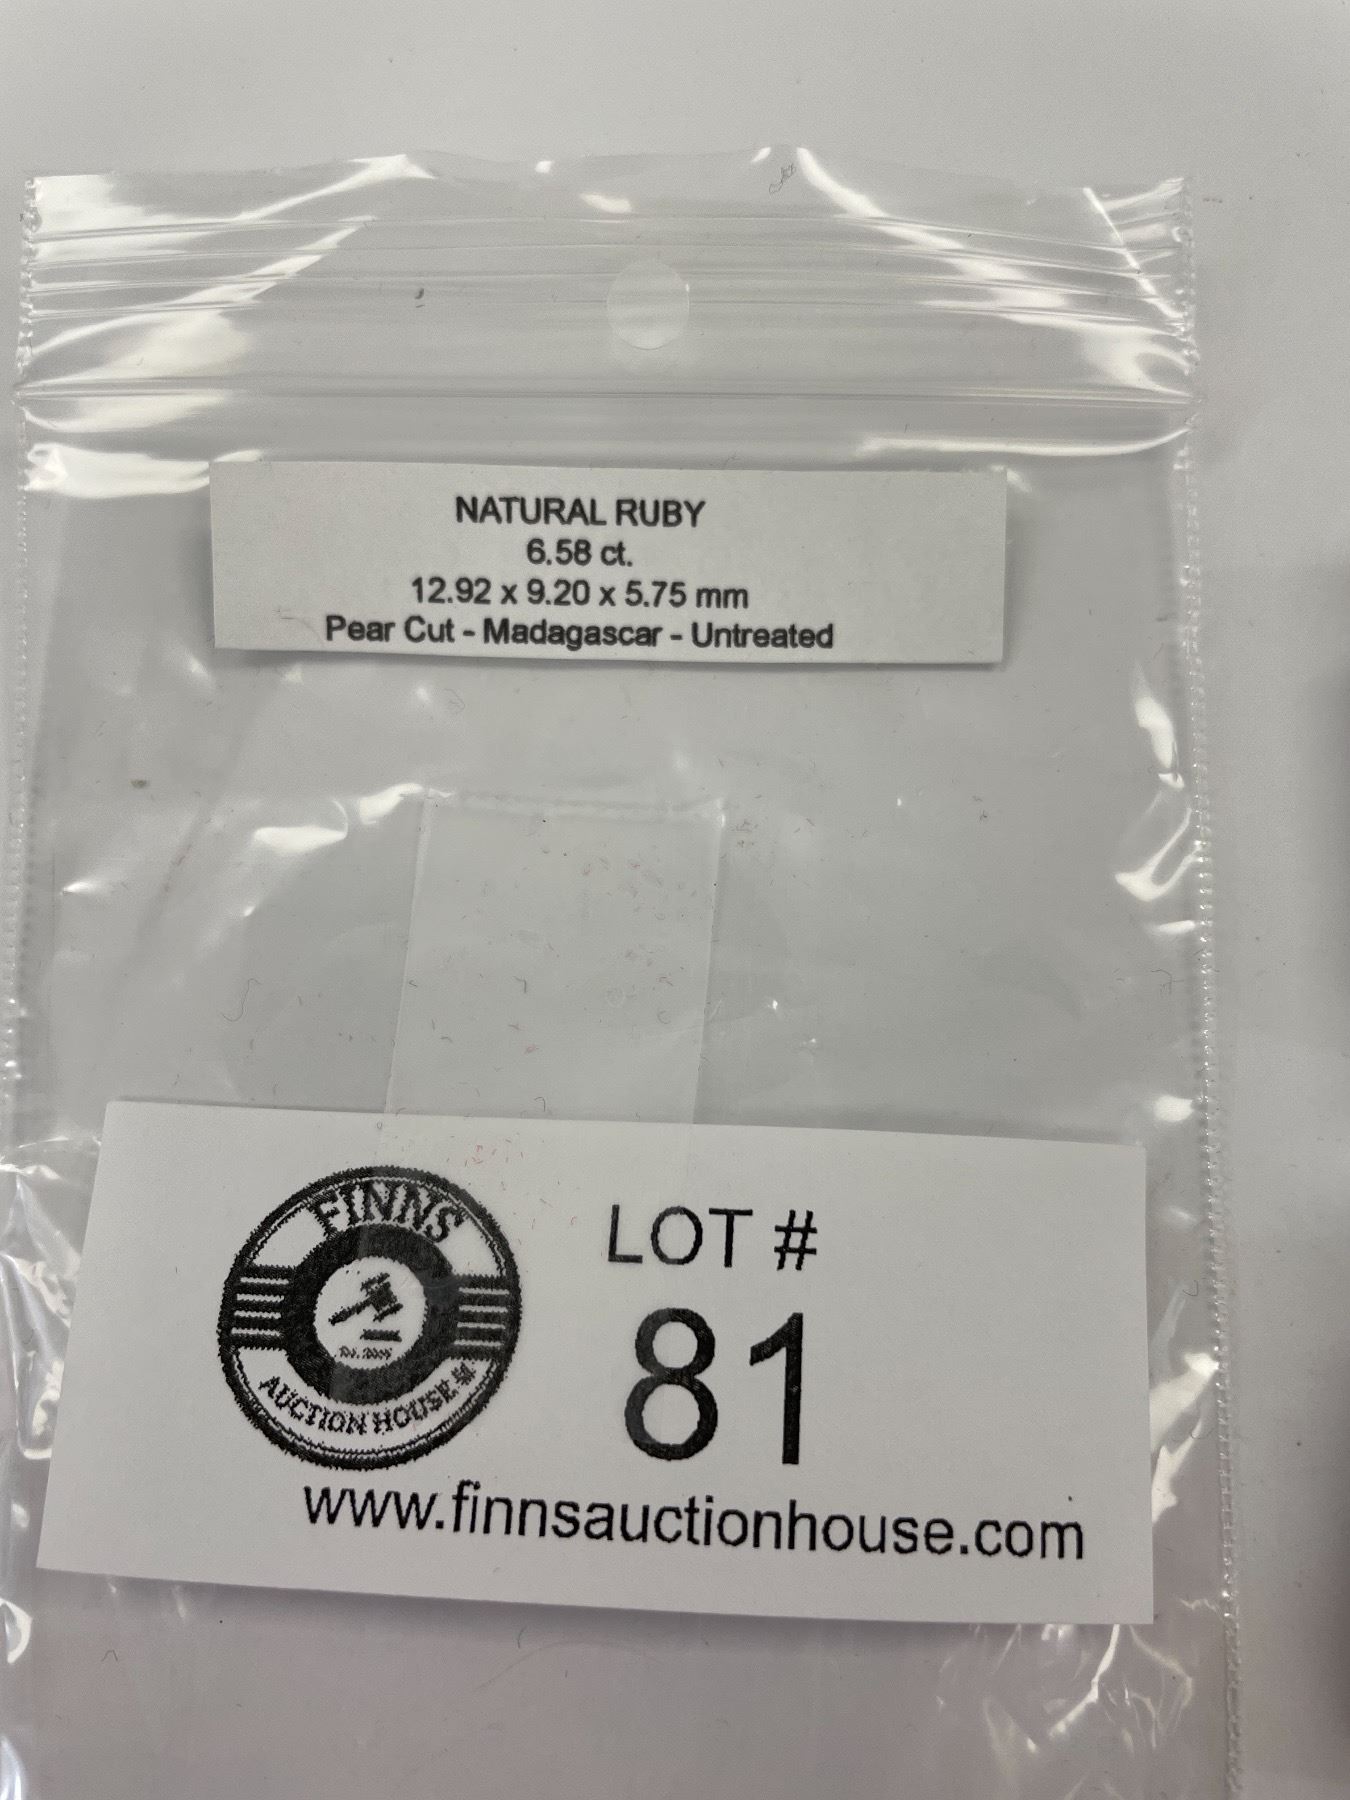 NATURAL RUBY
6.58 ct.
12.92 x 9.20 x 5.75 mm
Pear Cut - Madagascar - Untreated
FINNS
AUCTION HOUSE
LOT #
81
www.finnsauctionhouse.com